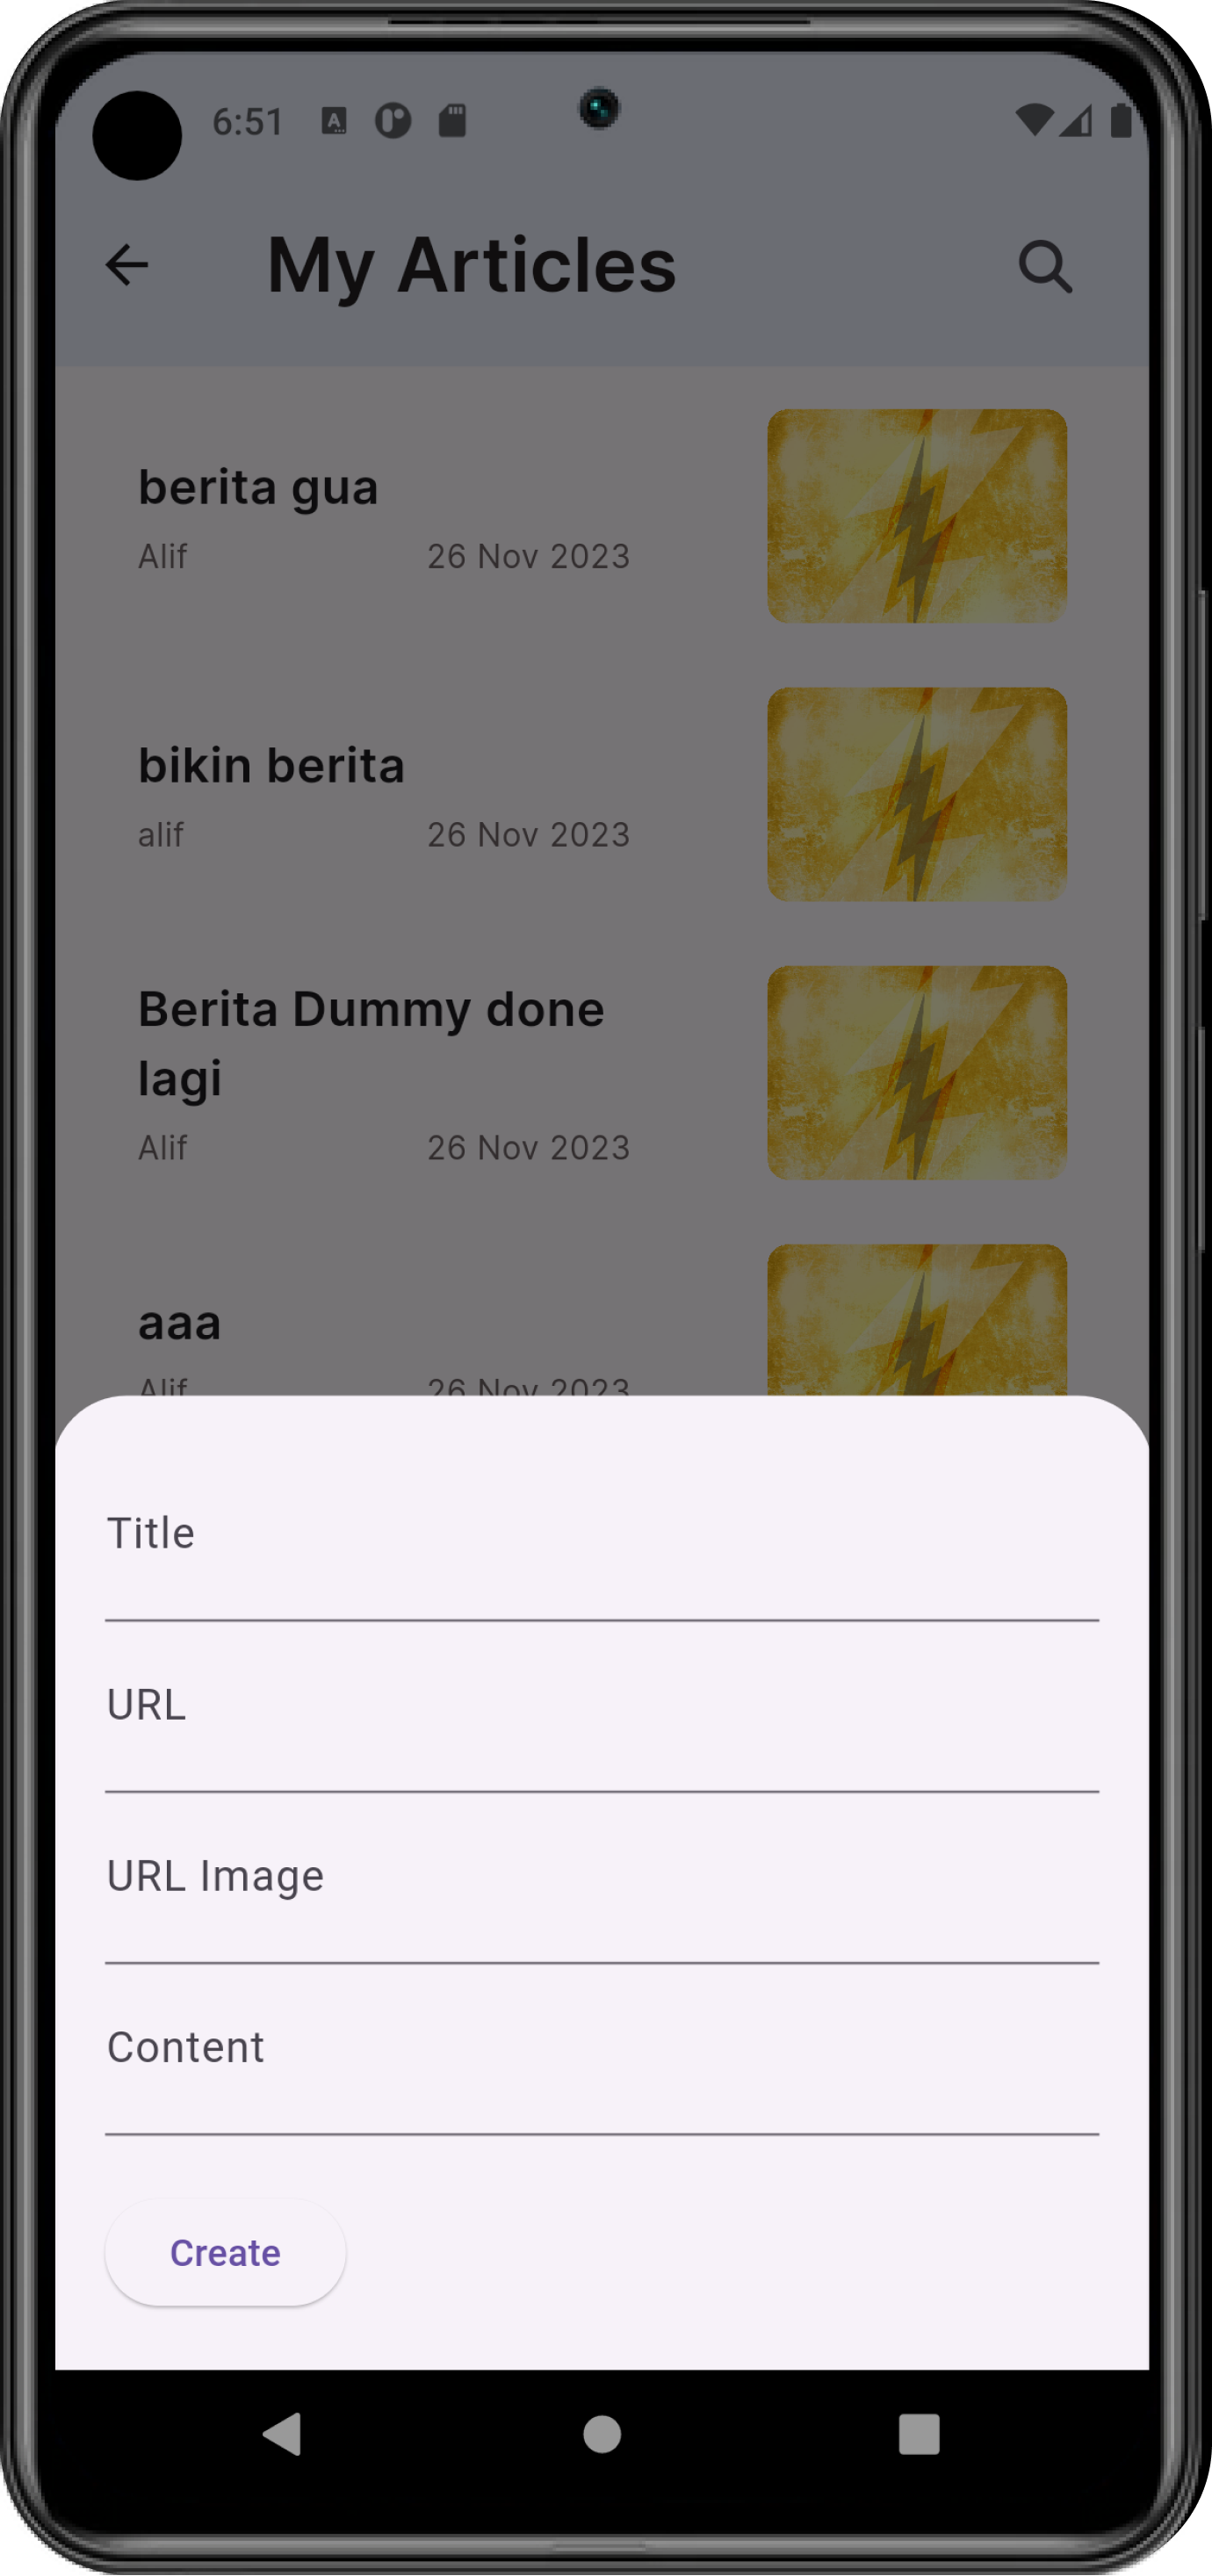 6:51
My Articles
berita gua
Alif 26 Nov 2023
bikin berita
alif 26 Nov 2023
Berita Dummy done
lagi
Alif 26 Nov 2023
aaa
Alif 26 Nov 2023
Title
URL
URL Image
Content
Create